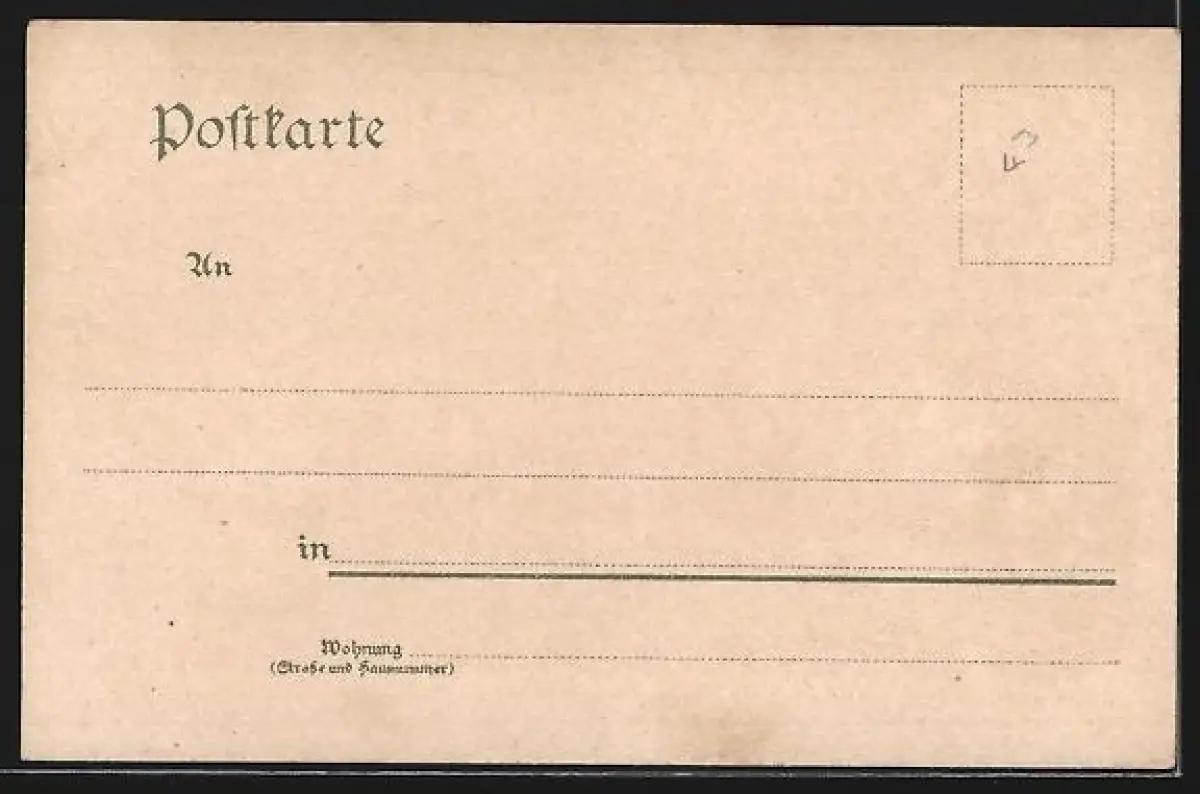 Poſtkarte
An
in
Wohnung
(Straße und Hausnummer)